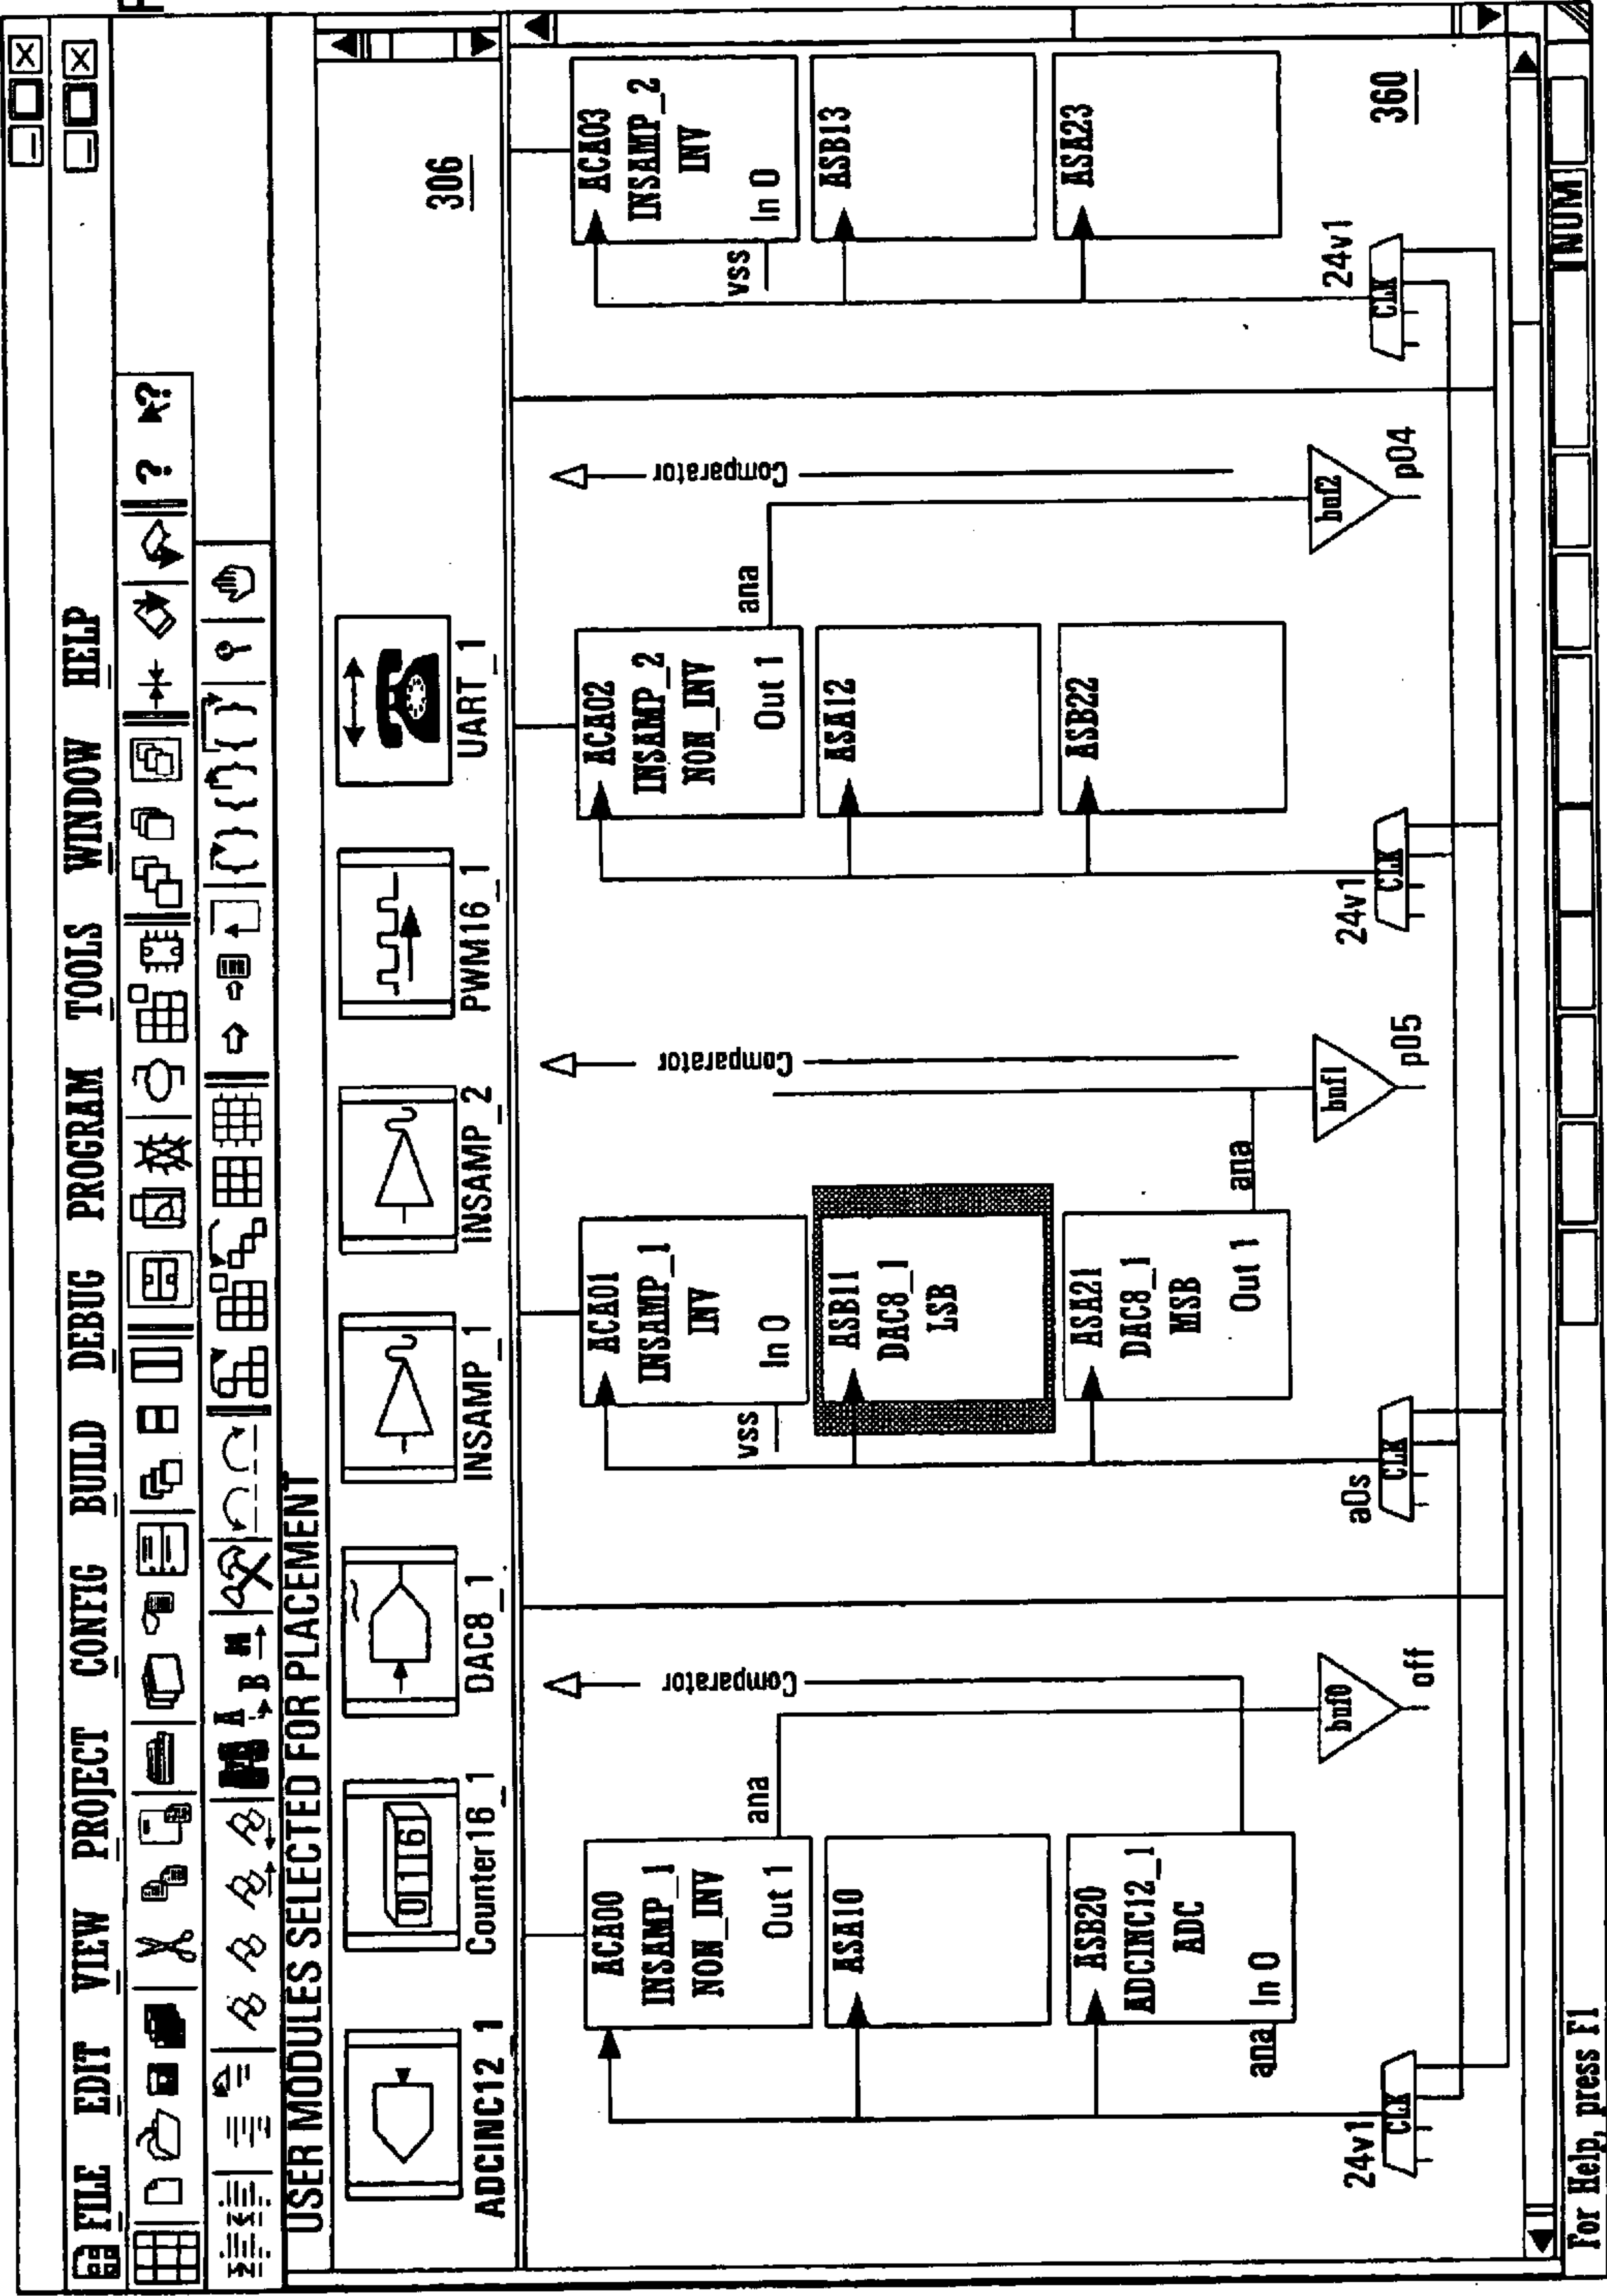 FILE EDIT VIEW PROJECT CONFIG BUILD DEBUG PROGRAM TOOLS WINDOW HELP
? ?
A B M
USER MODULES SELECTED FOR PLACEMENT
306
0116
ADCINC12_1
Counter16_1
DAC8_1
INSAMP_1
INSAMP_2
PWM16_1
UART_1
ACA00
INSAMP_1
NON_INV
Out 1
ana
ASA10
ASB20
ADCINC12_1
ADC
In 0
ana
24v1
CLK
Comparator
buf0
off
ACA01
INSAMP_1
INV
In 0
vss
ASB11
DAC8_1
LSB
ASA21
DAC8_1
MSB
Out 1
ana
a0s
CLK
Comparator
buf1
p05
ACA02
INSAMP_2
NON_INV
Out 1
ana
ASA12
ASB22
24v1
CLK
Comparator
buf2
p04
ACA03
INSAMP_2
INV
In 0
vss
ASB13
ASA23
24v1
CLK
360
For Help, press F1
NUM